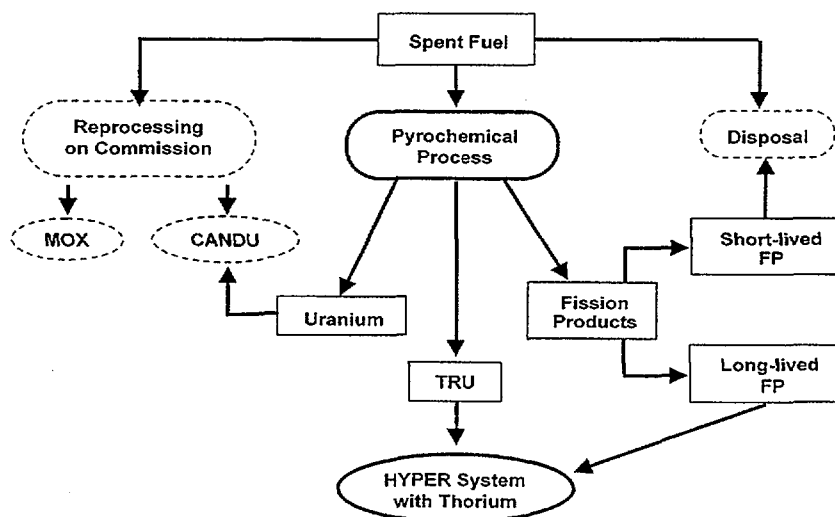 Spent Fuel
Reprocessing
on Commission
Pyrochemical
Process
Disposal
MOX
CANDU
Short-lived
FP
Uranium
Fission
Products
TRU
Long-lived
FP
HYPER System
with Thorium